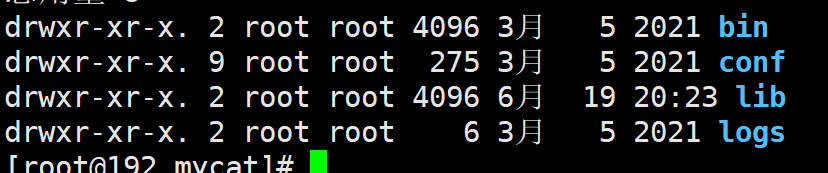 drwxr-xr-x. 2 root root 4096 3月   5 2021 bin
drwxr-xr-x. 9 root root  275 3月   5 2021 conf
drwxr-xr-x. 2 root root 4096 6月  19 20:23 lib
drwxr-xr-x. 2 root root    6 3月   5 2021 logs
[root@192 mycat]#